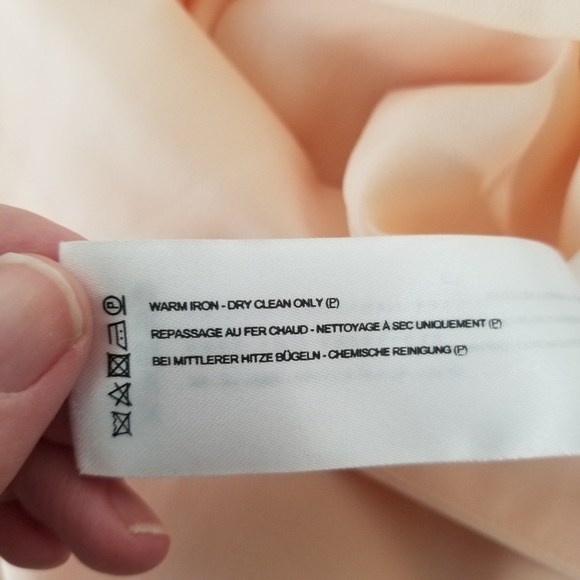 WARM IRON - DRY CLEAN ONLY Ⓟ
REPASSAGE AU FER CHAUD - NETTOYAGE À SEC UNIQUEMENT Ⓟ
BEI MITTLERER HITZE BÜGELN - CHEMISCHE REINIGUNG Ⓟ